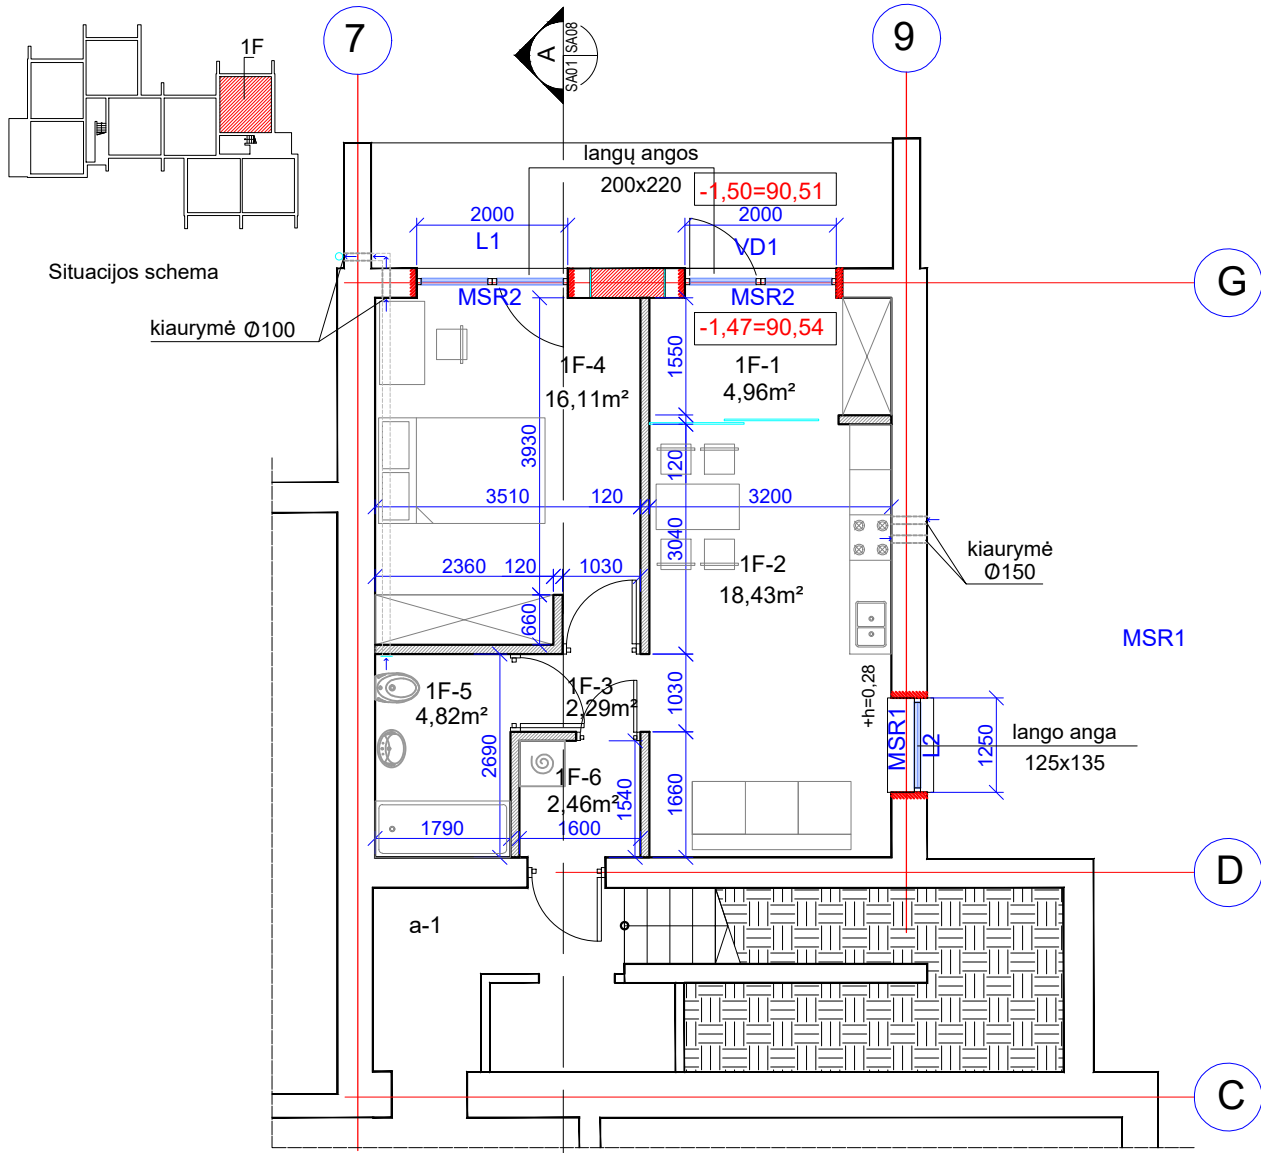 7
9
A
SA01
SA08
1F
Situacijos schema
langų angos
200x220
-1,50=90,51
2000
2000
L1
VD1
G
MSR2
MSR2
kiaurymė Ø100
-1,47=90,54
1F-4
16,11m²
1550
1F-1
4,96m²
3930
120
3510
120
3200
3040
kiaurymė
Ø150
2360
120
1030
1F-2
18,43m²
660
MSR1
1F-5
4,82m²
1F-3
2,29m²
1030
+h=0,28
MSR1
L2
1250
lango anga
125x135
2690
1F-6
2,46m²
1540
1660
1790
1600
D
a-1
C